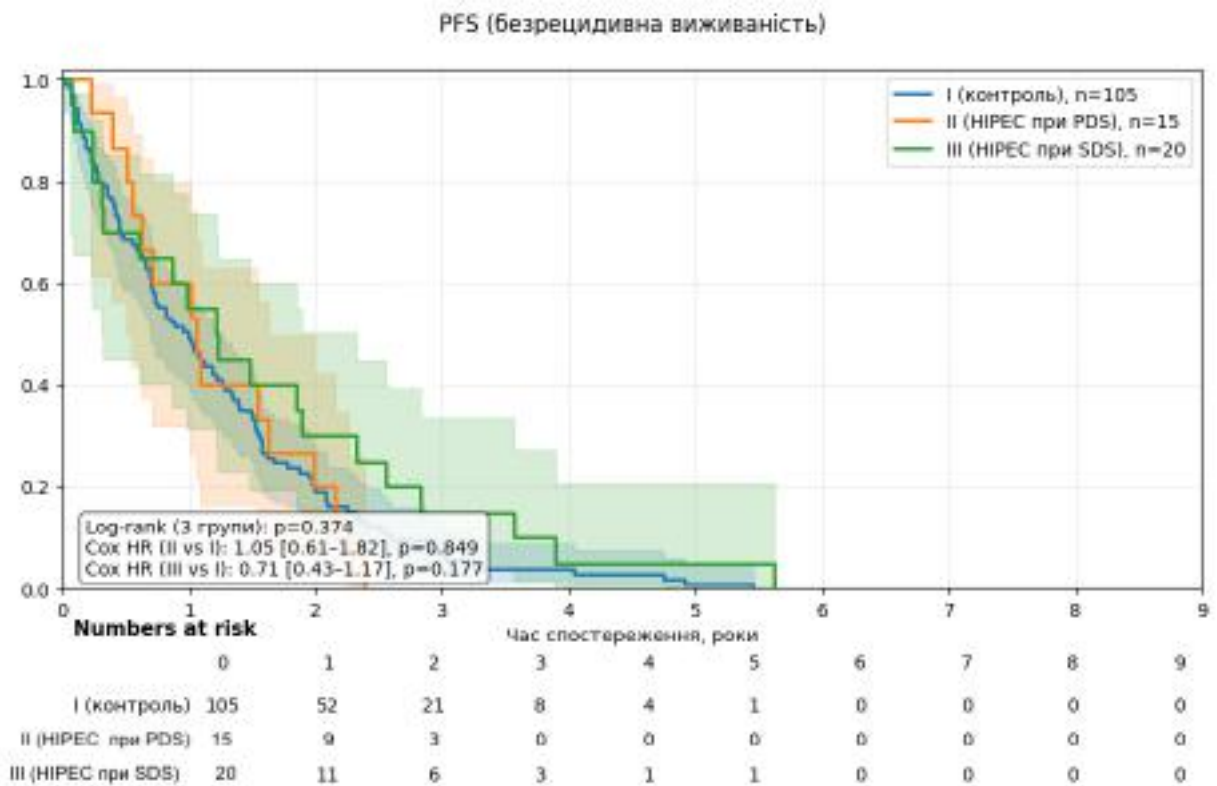 PFS (безрецидивна виживаність)
I (контроль), n=105
II (HIPEC при PDS), n=15
III (HIPEC при SDS), n=20
1.0
0.8
0.6
0.4
0.2
0.0
Log-rank (3 групи): p=0.374
Cox HR (II vs I): 1.05 [0.61–1.82], p=0.849
Cox HR (III vs I): 0.71 [0.43–1.17], p=0.177
0 1 2 3 4 5 6 7 8 9
Час спостереження, роки
Numbers at risk
0 1 2 3 4 5 6 7 8 9
I (контроль) 105 52 21 8 4 1 0 0 0 0
II (HIPEC при PDS) 15 9 3 0 0 0 0 0 0 0
III (HIPEC при SDS) 20 11 6 3 1 1 0 0 0 0